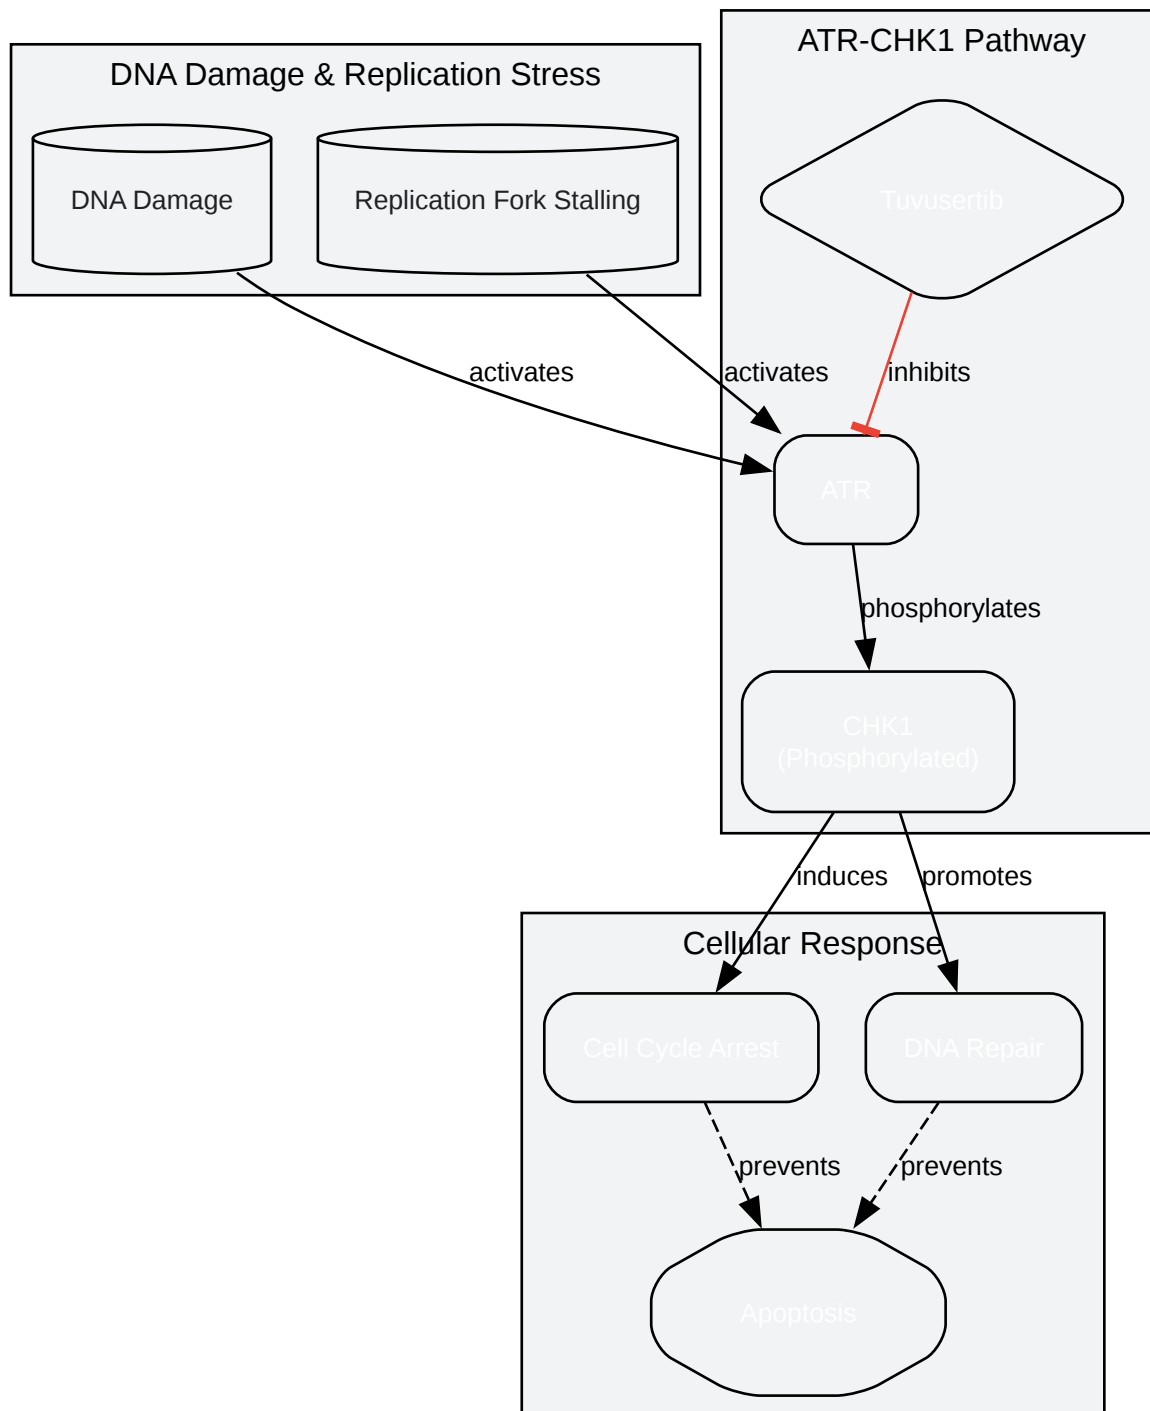 ATR-CHK1 Pathway
DNA Damage & Replication Stress
DNA Damage
Replication Fork Stalling
Tuvusertib
activates
activates
inhibits
ATR
phosphorylates
CHK1
(Phosphorylated)
induces
promotes
Cellular Response
Cell Cycle Arrest
DNA Repair
prevents
prevents
Apoptosis